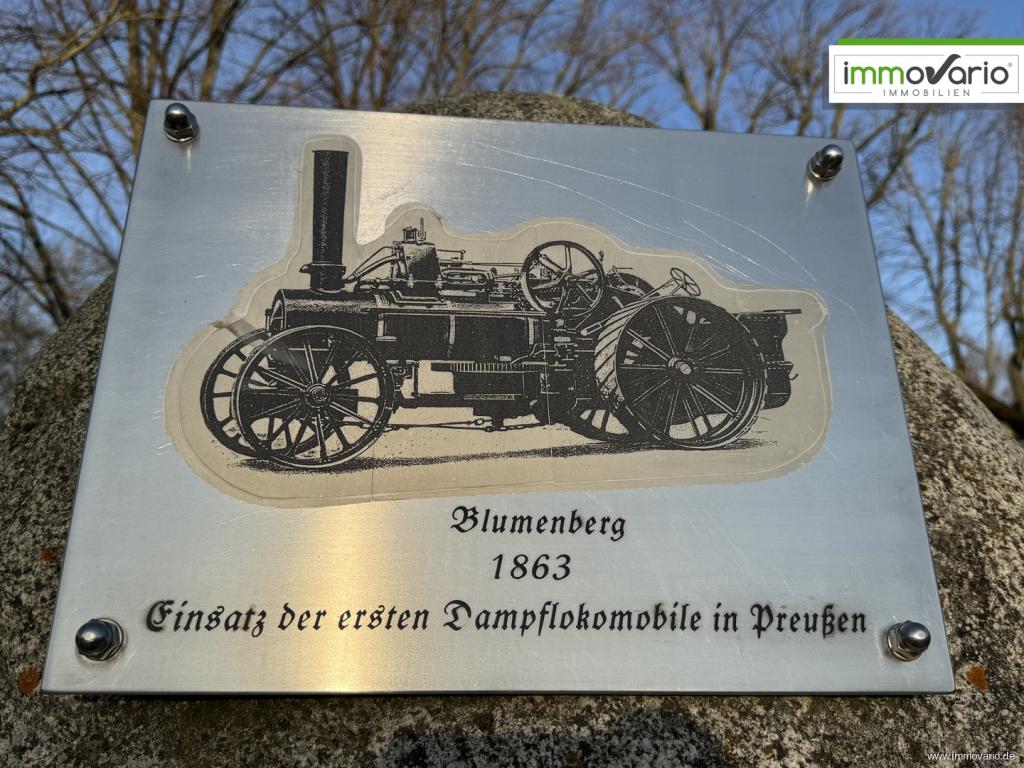 immovario®
IMMOBILIEN
Blumenberg
1863
Einsatz der ersten Dampflokomobile in Preußen
www.immovario.de